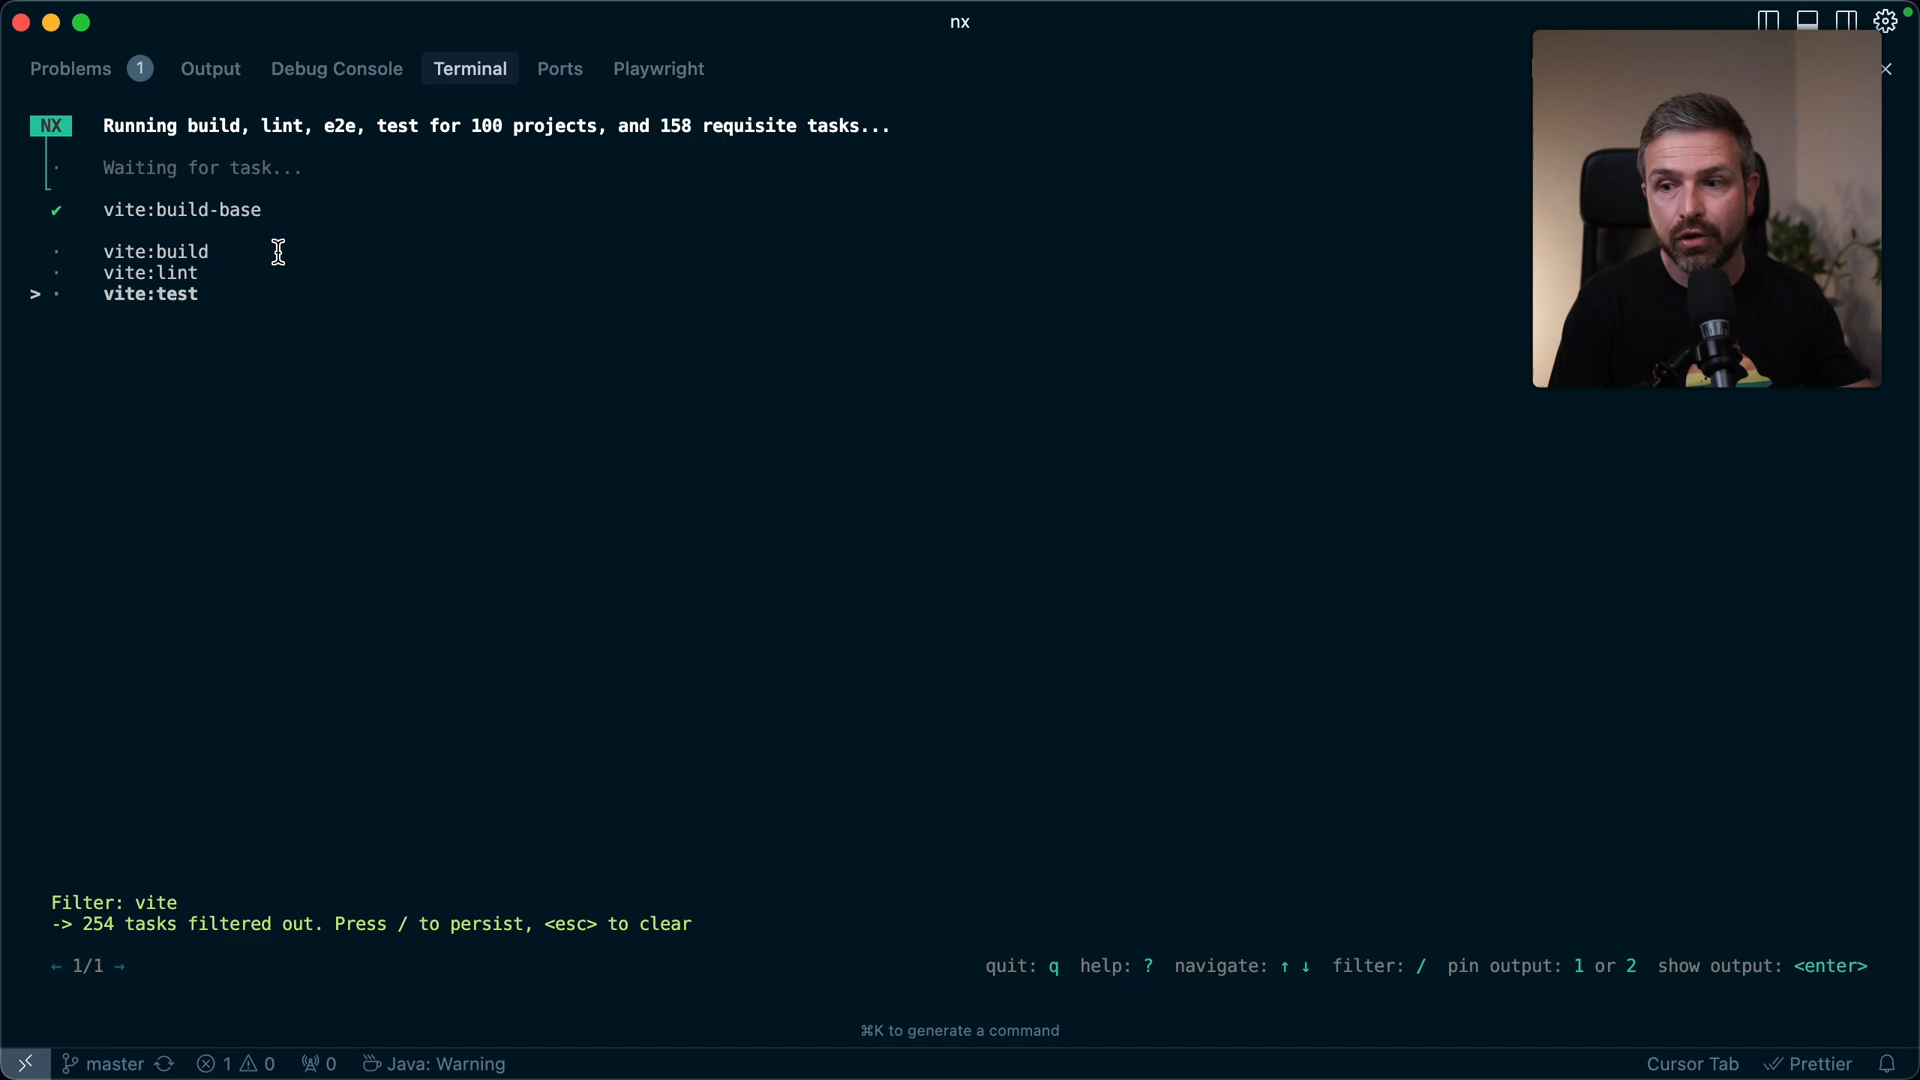 nx
Problems 1 Output Debug Console Terminal Ports Playwright
NX Running build, lint, e2e, test for 100 projects, and 158 requisite tasks...
· Waiting for task...
✔ vite:build-base
· vite:build
· vite:lint
> · vite:test
Filter: vite
-> 254 tasks filtered out. Press / to persist, <esc> to clear
← 1/1 → quit: q help: ? navigate: ↑ ↓ filter: / pin output: 1 or 2 show output: <enter>
⌘K to generate a command
master 1 0 0 Java: Warning Cursor Tab Prettier